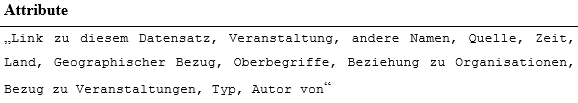 Attribute
„Link zu diesem Datensatz, Veranstaltung, andere Namen, Quelle, Zeit,
Land, Geographischer Bezug, Oberbegriffe, Beziehung zu Organisationen,
Bezug zu Veranstaltungen, Typ, Autor von“